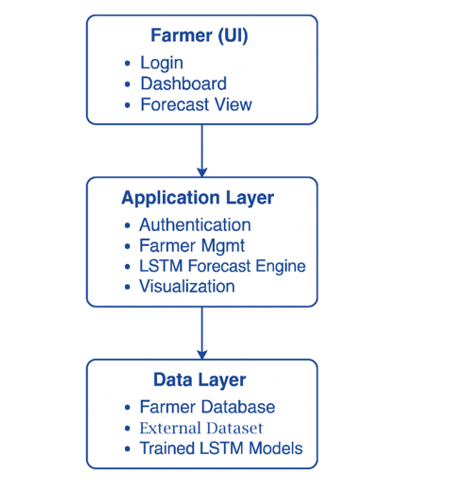 Farmer (UI)
• Login
• Dashboard
• Forecast View
Application Layer
• Authentication
• Farmer Mgmt
• LSTM Forecast Engine
• Visualization
Data Layer
• Farmer Database
• External Dataset
• Trained LSTM Models